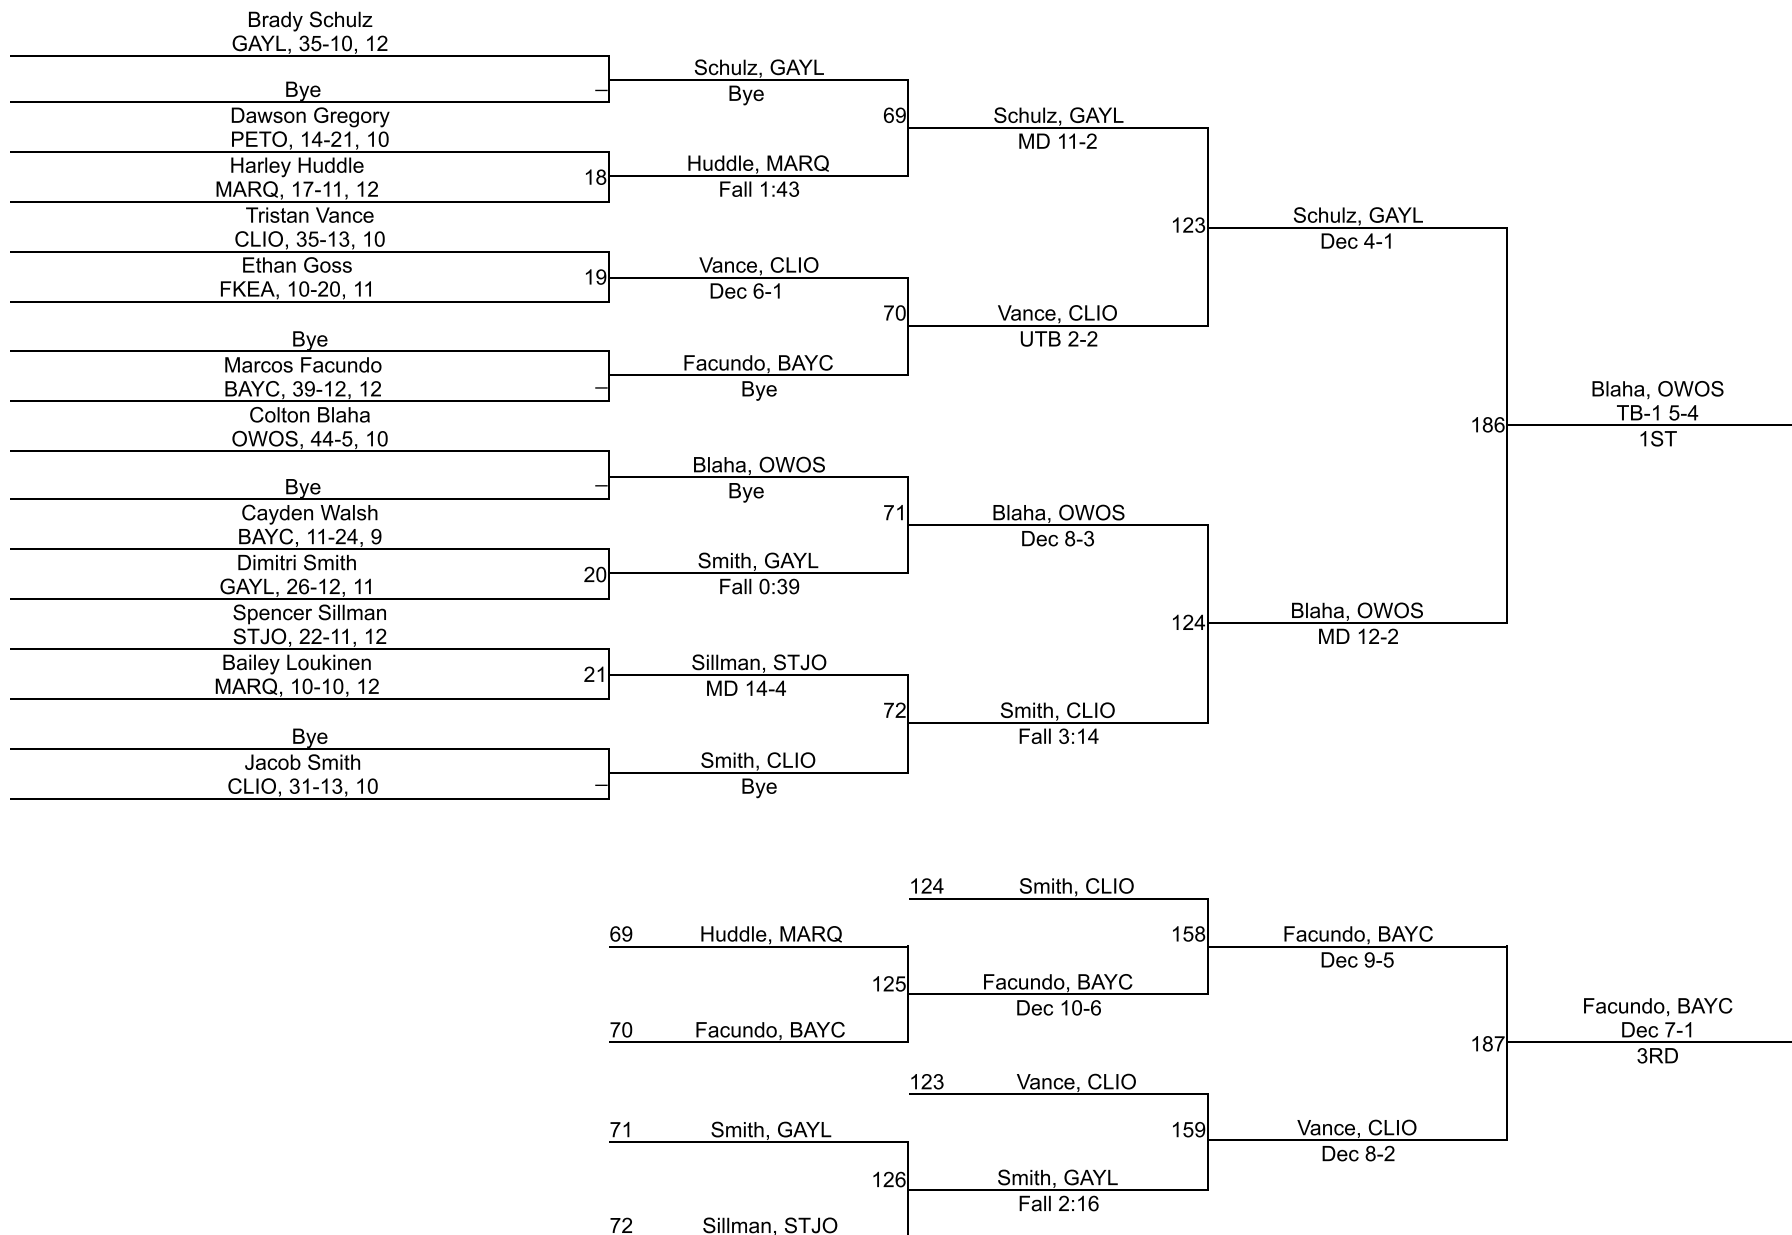 Brady Schulz
GAYL, 35-10, 12
Bye
–
Dawson Gregory
PETO, 14-21, 10
Harley Huddle
MARQ, 17-11, 12
18
Tristan Vance
CLIO, 35-13, 10
Ethan Goss
FKEA, 10-20, 11
19
Bye
Marcos Facundo
BAYC, 39-12, 12
–
Colton Blaha
OWOS, 44-5, 10
Bye
–
Cayden Walsh
BAYC, 11-24, 9
Dimitri Smith
GAYL, 26-12, 11
20
Spencer Sillman
STJO, 22-11, 12
Bailey Loukinen
MARQ, 10-10, 12
21
Bye
Jacob Smith
CLIO, 31-13, 10
–
Schulz, GAYL
Bye
69
Huddle, MARQ
Fall 1:43
Vance, CLIO
Dec 6-1
70
Facundo, BAYC
Bye
Blaha, OWOS
Bye
71
Smith, GAYL
Fall 0:39
Sillman, STJO
MD 14-4
72
Smith, CLIO
Bye
Schulz, GAYL
MD 11-2
123
Vance, CLIO
UTB 2-2
Blaha, OWOS
Dec 8-3
124
Smith, CLIO
Fall 3:14
Schulz, GAYL
Dec 4-1
186
Blaha, OWOS
MD 12-2
Blaha, OWOS
TB-1 5-4
1ST
124 Smith, CLIO
69 Huddle, MARQ
125
70 Facundo, BAYC
Facundo, BAYC
Dec 10-6
158
123 Vance, CLIO
71 Smith, GAYL
126
72 Sillman, STJO
Smith, GAYL
Fall 2:16
159
Facundo, BAYC
Dec 9-5
187
Vance, CLIO
Dec 8-2
Facundo, BAYC
Dec 7-1
3RD